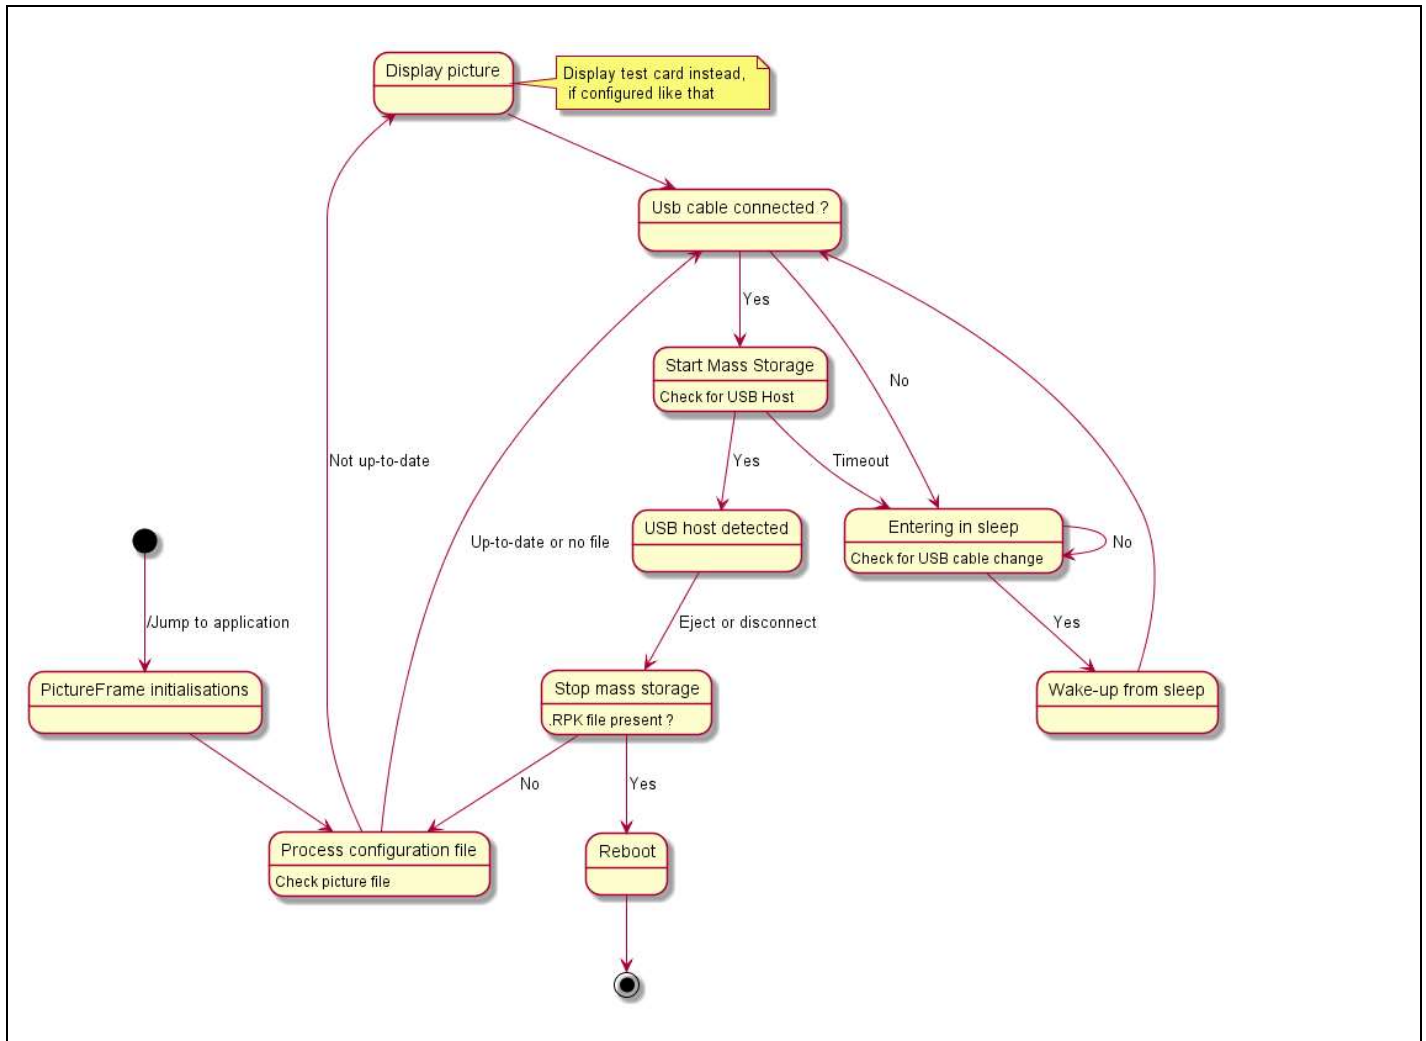 Display picture
Display test card instead,
if configured like that
Usb cable connected ?
Yes
Start Mass Storage
Check for USB Host
No
Not up-to-date
Yes
Timeout
Up-to-date or no file
USB host detected
Entering in sleep
Check for USB cable change
No
/Jump to application
Eject or disconnect
Yes
PictureFrame initialisations
Stop mass storage
.RPK file present ?
Wake-up from sleep
No
Yes
Process configuration file
Check picture file
Reboot